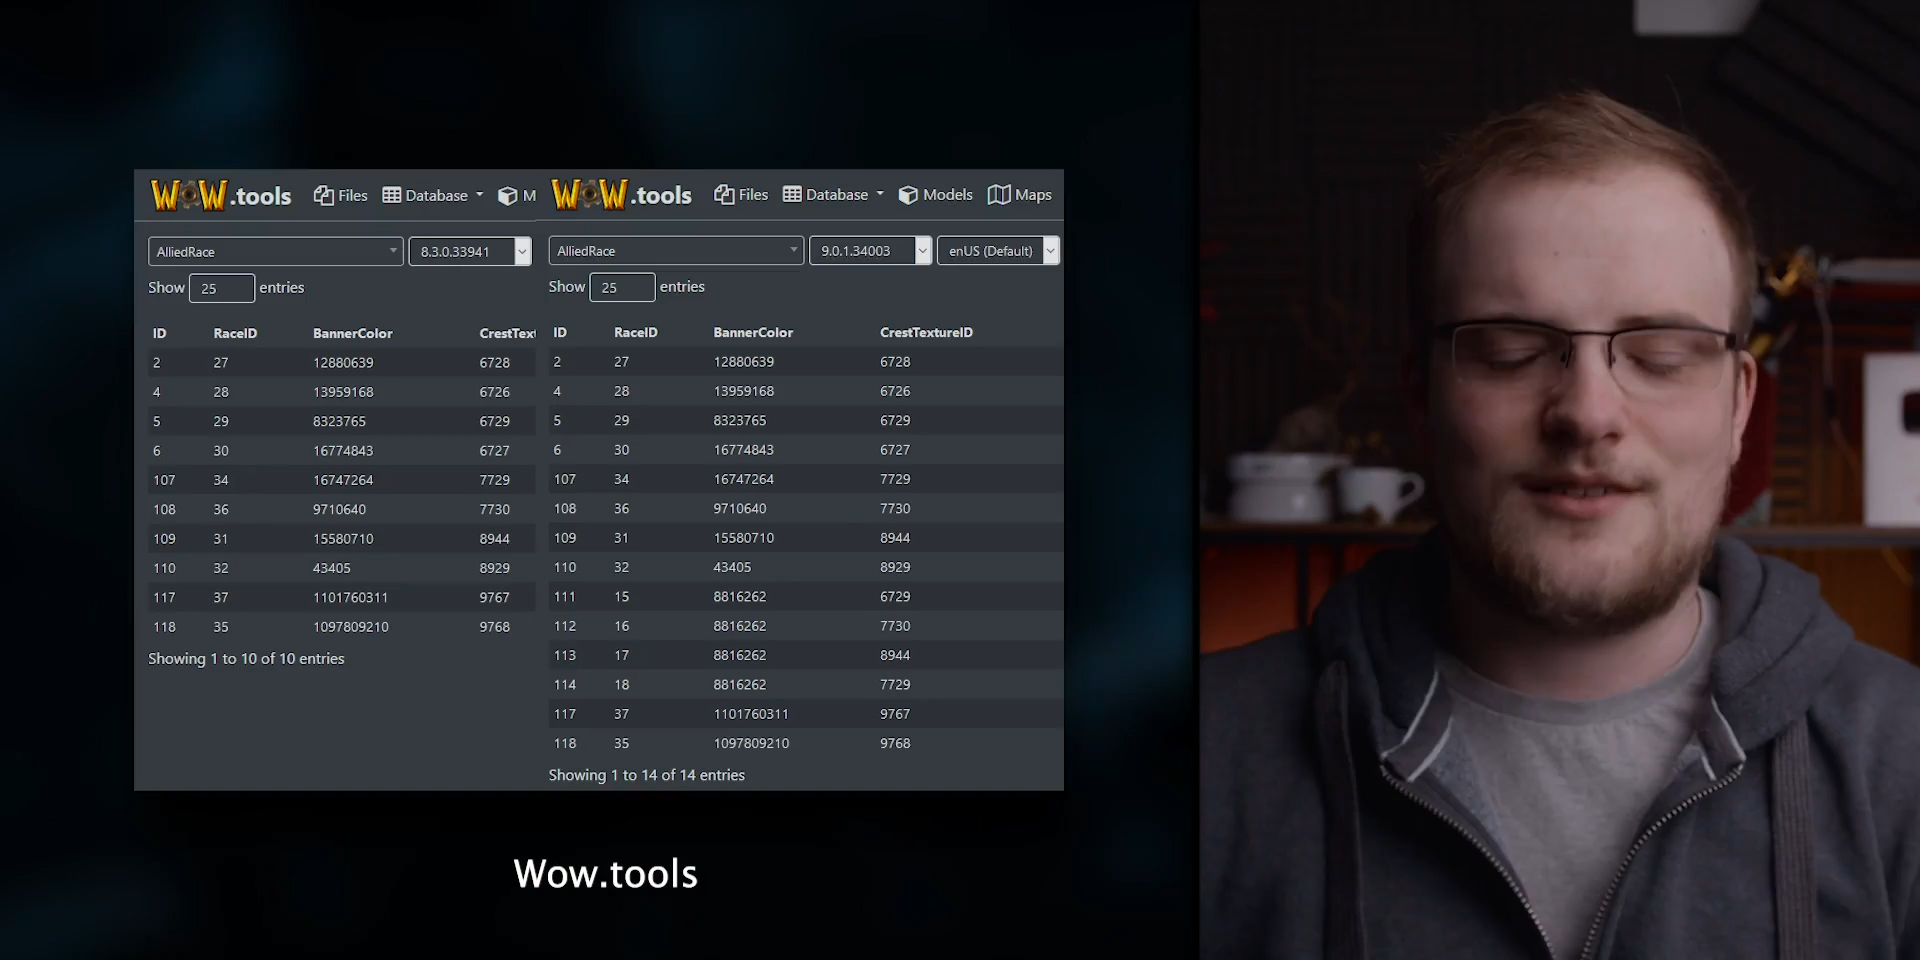 WOW.tools Files Database M
AlliedRace 8.3.0.33941
Show 25 entries
ID RaceID BannerColor CrestText
2 27 12880639 6728
4 28 13959168 6726
5 29 8323765 6729
6 30 16774843 6727
107 34 16747264 7729
108 36 9710640 7730
109 31 15580710 8944
110 32 43405 8929
117 37 1101760311 9767
118 35 1097809210 9768
Showing 1 to 10 of 10 entries
WOW.tools Files Database Models Maps
AlliedRace 9.0.1.34003 enUS (Default)
Show 25 entries
ID RaceID BannerColor CrestTextureID
2 27 12880639 6728
4 28 13959168 6726
5 29 8323765 6729
6 30 16774843 6727
107 34 16747264 7729
108 36 9710640 7730
109 31 15580710 8944
110 32 43405 8929
111 15 8816262 6729
112 16 8816262 7730
113 17 8816262 8944
114 18 8816262 7729
117 37 1101760311 9767
118 35 1097809210 9768
Showing 1 to 14 of 14 entries
Wow.tools